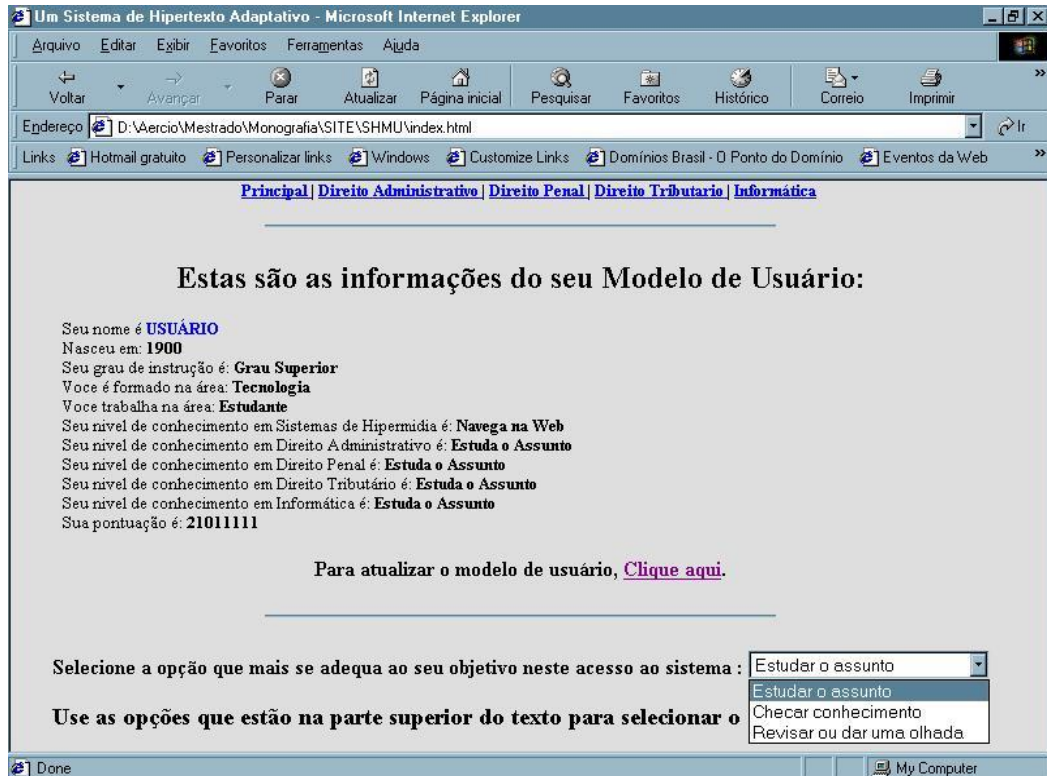 Um Sistema de Hipertexto Adaptativo - Microsoft Internet Explorer
Arquivo Editar Exibir Favoritos Ferramentas Ajuda
Voltar Avançar Parar Atualizar Página inicial Pesquisar Favoritos Histórico Correio Imprimir »
Endereço D:\Aercio\Mestrado\Monografia\SITE\SHMU\index.html Ir
Links Hotmail gratuito Personalizar links Windows Customize Links Domínios Brasil - O Ponto do Domínio Eventos da Web »
Principal | Direito Administrativo | Direito Penal | Direito Tributario | Informática
Estas são as informações do seu Modelo de Usuário:
Seu nome é USUÁRIO
Nasceu em: 1900
Seu grau de instrução é: Grau Superior
Voce é formado na área: Tecnologia
Voce trabalha na área: Estudante
Seu nivel de conhecimento em Sistemas de Hipermidia é: Navega na Web
Seu nivel de conhecimento em Direito Administrativo é: Estuda o Assunto
Seu nivel de conhecimento em Direito Penal é: Estuda o Assunto
Seu nivel de conhecimento em Direito Tributário é: Estuda o Assunto
Seu nivel de conhecimento em Informática é: Estuda o Assunto
Sua pontuação é: 21011111
Para atualizar o modelo de usuário, Clique aqui.
Selecione a opção que mais se adequa ao seu objetivo neste acesso ao sistema : Estudar o assunto
Estudar o assunto
Checar conhecimento
Revisar ou dar uma olhada
Use as opções que estão na parte superior do texto para selecionar o
Done My Computer